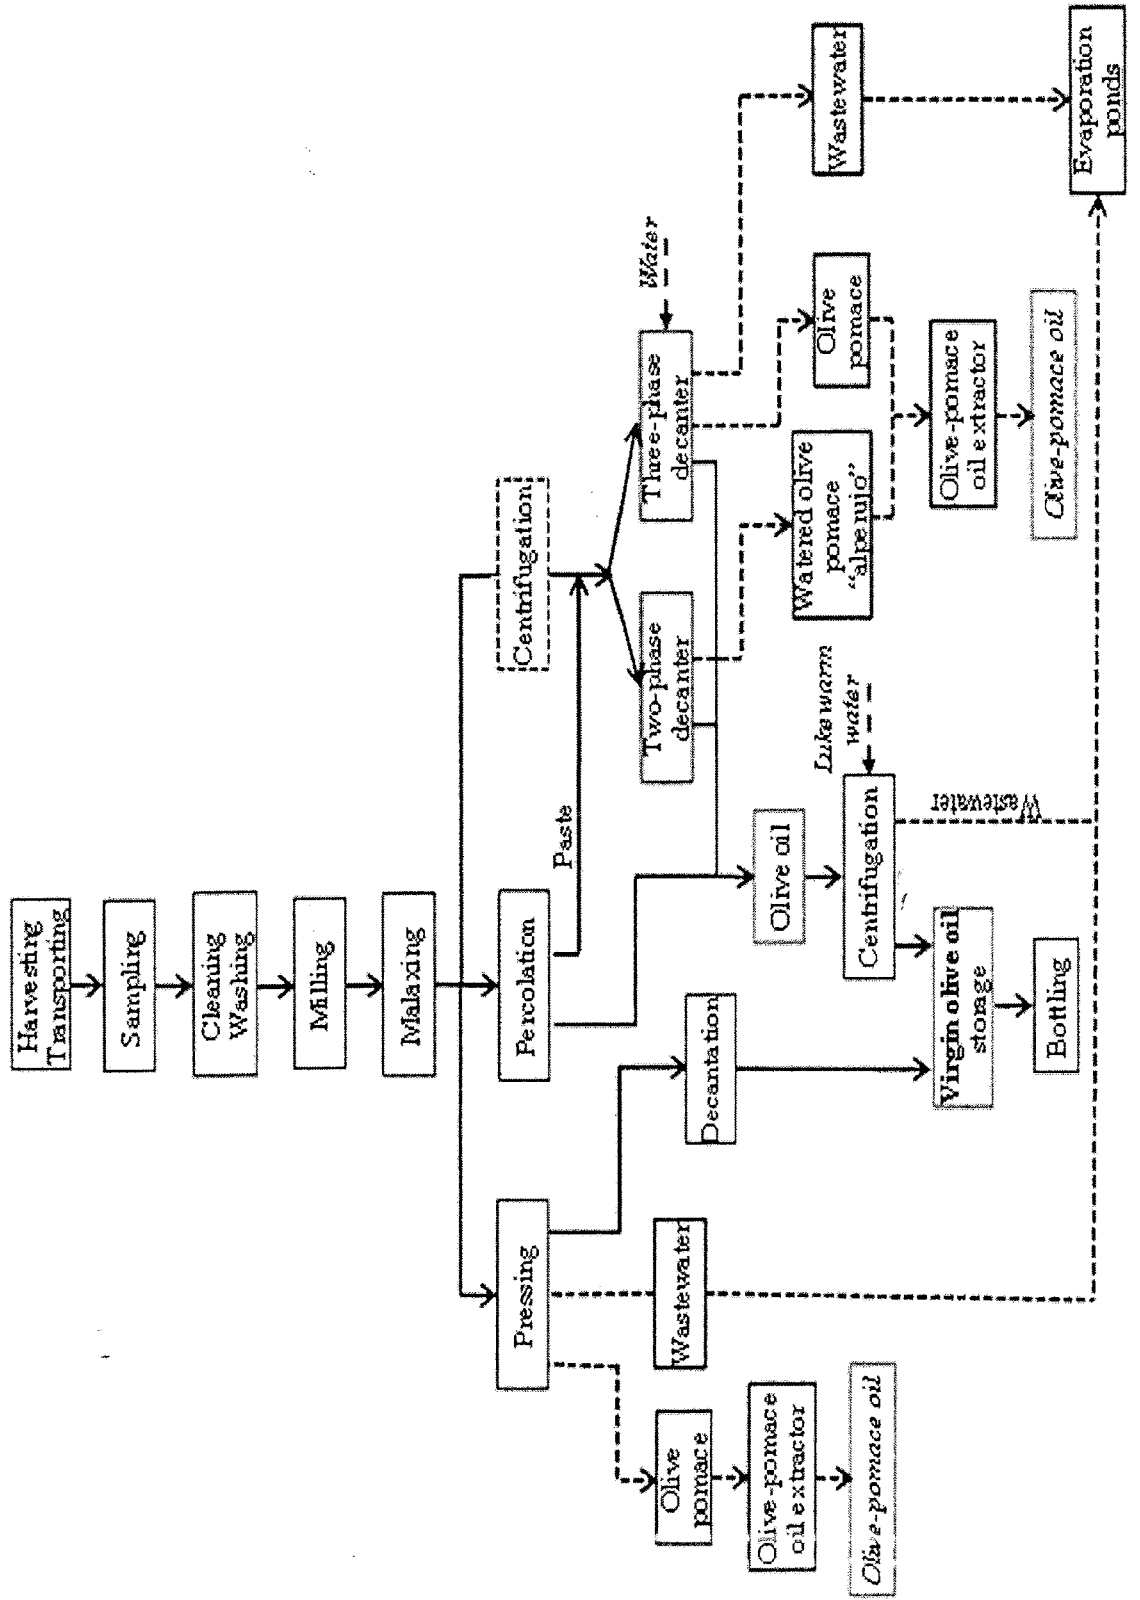 Harvesting
Transporting
Sampling
Cleaning
Washing
Milling
Malaxing
Pressing
Percolation
Centrifugation
Paste
Olive
pomace
Wastewater
Decantation
Two-phase
decanter
Three-phase
decanter
Water
Olive-pomace
oil extractor
Olive oil
Lukewarm
water
Watered olive
pomace
"alperujo"
Olive
pomace
Wastewater
Olive-pomace oil
Centrifugation
Wastewater
Virgin olive oil
storage
Olive-pomace
oil extractor
Bottling
Olive-pomace oil
Evaporation
ponds